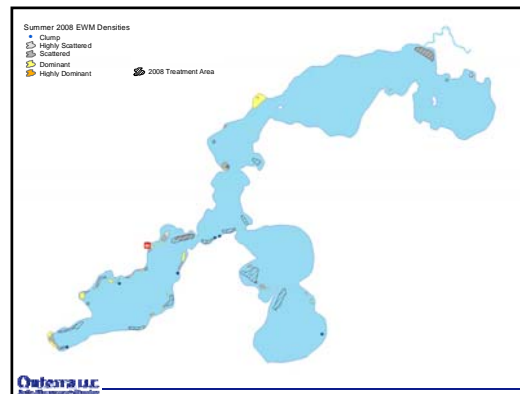 Summer 2008 EWM Densities
Clump
Highly Scattered
Scattered
Dominant
Highly Dominant
2008 Treatment Area
Onterra LLC